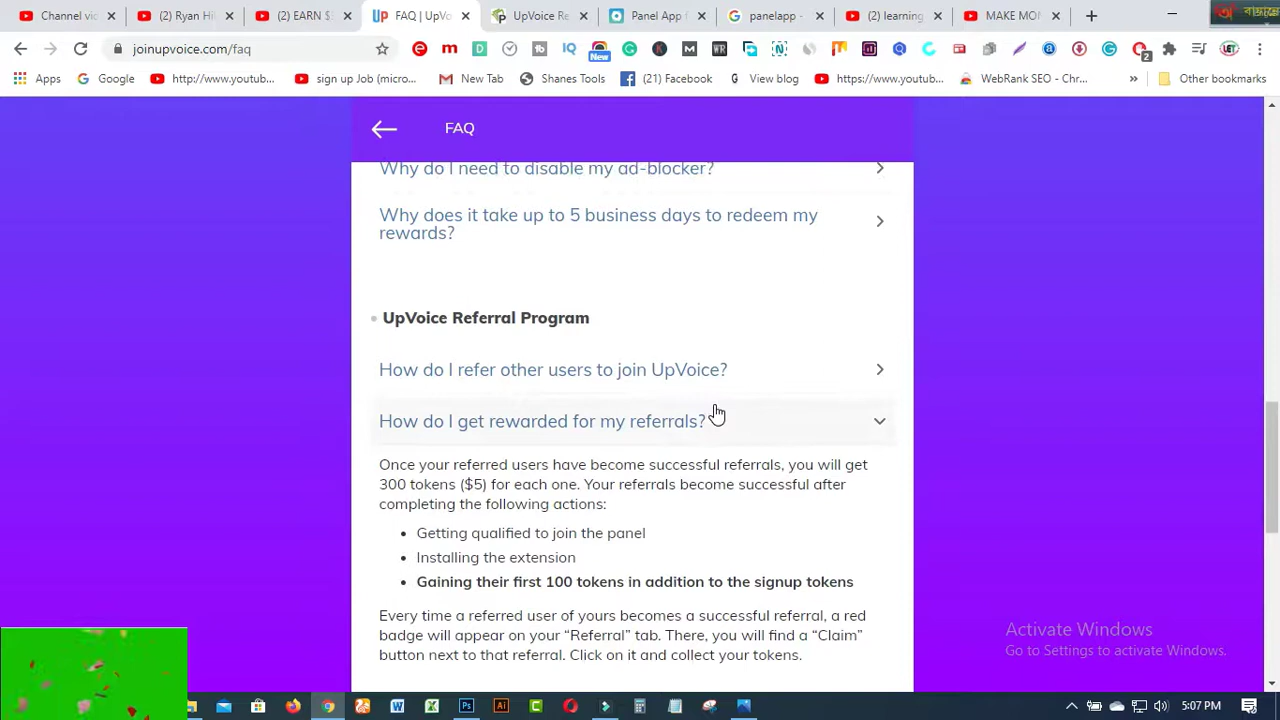 (2) Channel vid
(2) Ryan Hi
(2) EARN $
FAQ | UpVo
UpVoice De
Panel App
panelap
(2) learning
MAKE MO
joinupvoice.com/faq
New
2
Apps
Google
http://www.youtub...
sign up Job (micro...
New Tab
Shanes Tools
(21) Facebook
View blog
https://www.youtub...
WebRank SEO - Chr...
»
Other bookmarks
FAQ
Why do I need to disable my ad-blocker?
Why does it take up to 5 business days to redeem my
rewards?
UpVoice Referral Program
How do I refer other users to join UpVoice?
How do I get rewarded for my referrals?
Once your referred users have become successful referrals, you will get
300 tokens ($5) for each one. Your referrals become successful after
completing the following actions:
• Getting qualified to join the panel
• Installing the extension
• Gaining their first 100 tokens in addition to the signup tokens
Every time a referred user of yours becomes a successful referral, a red
badge will appear on your “Referral” tab. There, you will find a “Claim”
button next to that referral. Click on it and collect your tokens.
Activate Windows
Go to Settings to activate Windows.
5:07 PM